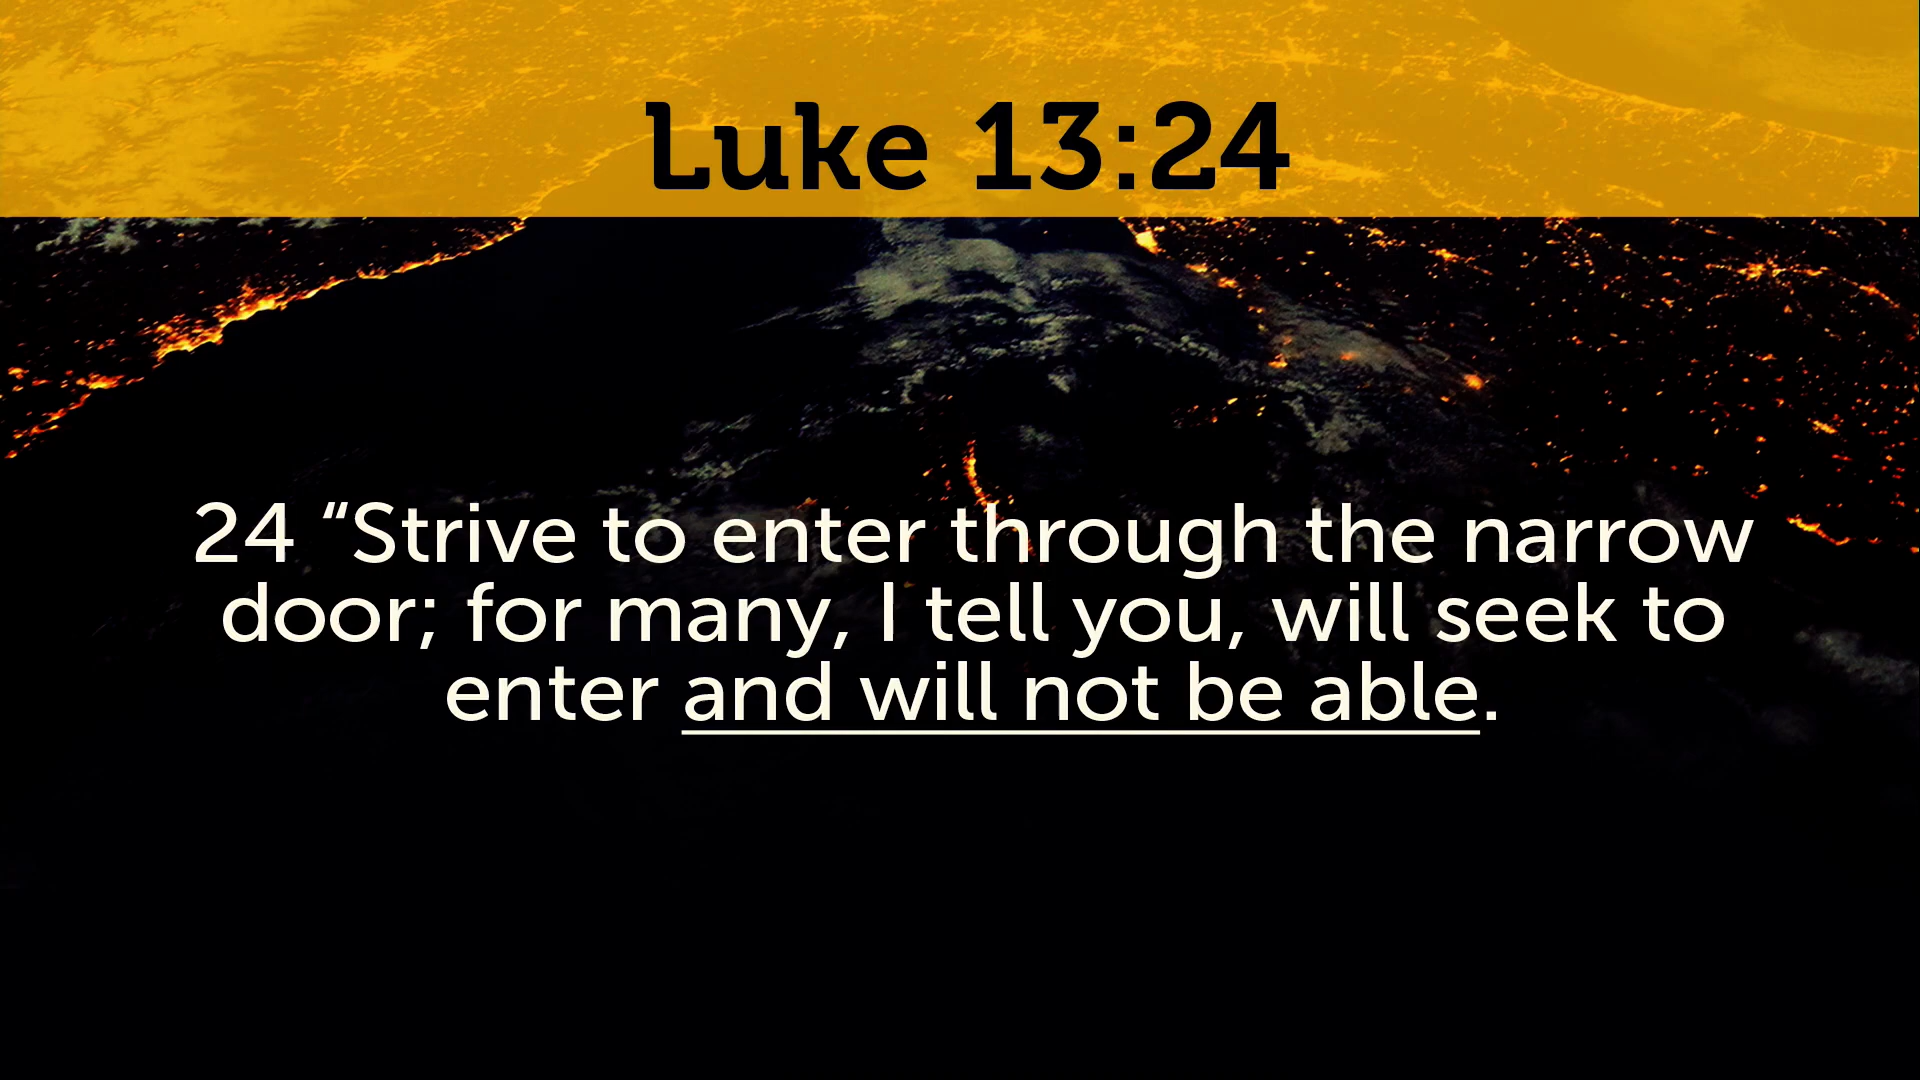 Luke 13:24
24 “Strive to enter through the narrow
door; for many, I tell you, will seek to
enter and will not be able.